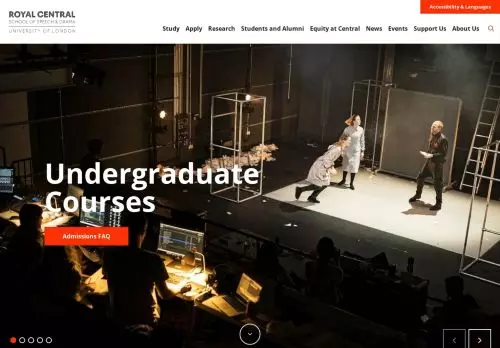 Accessibility & Languages
ROYAL CENTRAL
SCHOOL OF SPEECH & DRAMA
UNIVERSITY OF LONDON
Study Apply Research Students and Alumni Equity at Central News Events Support Us About Us
Undergraduate
Courses
Admissions FAQ